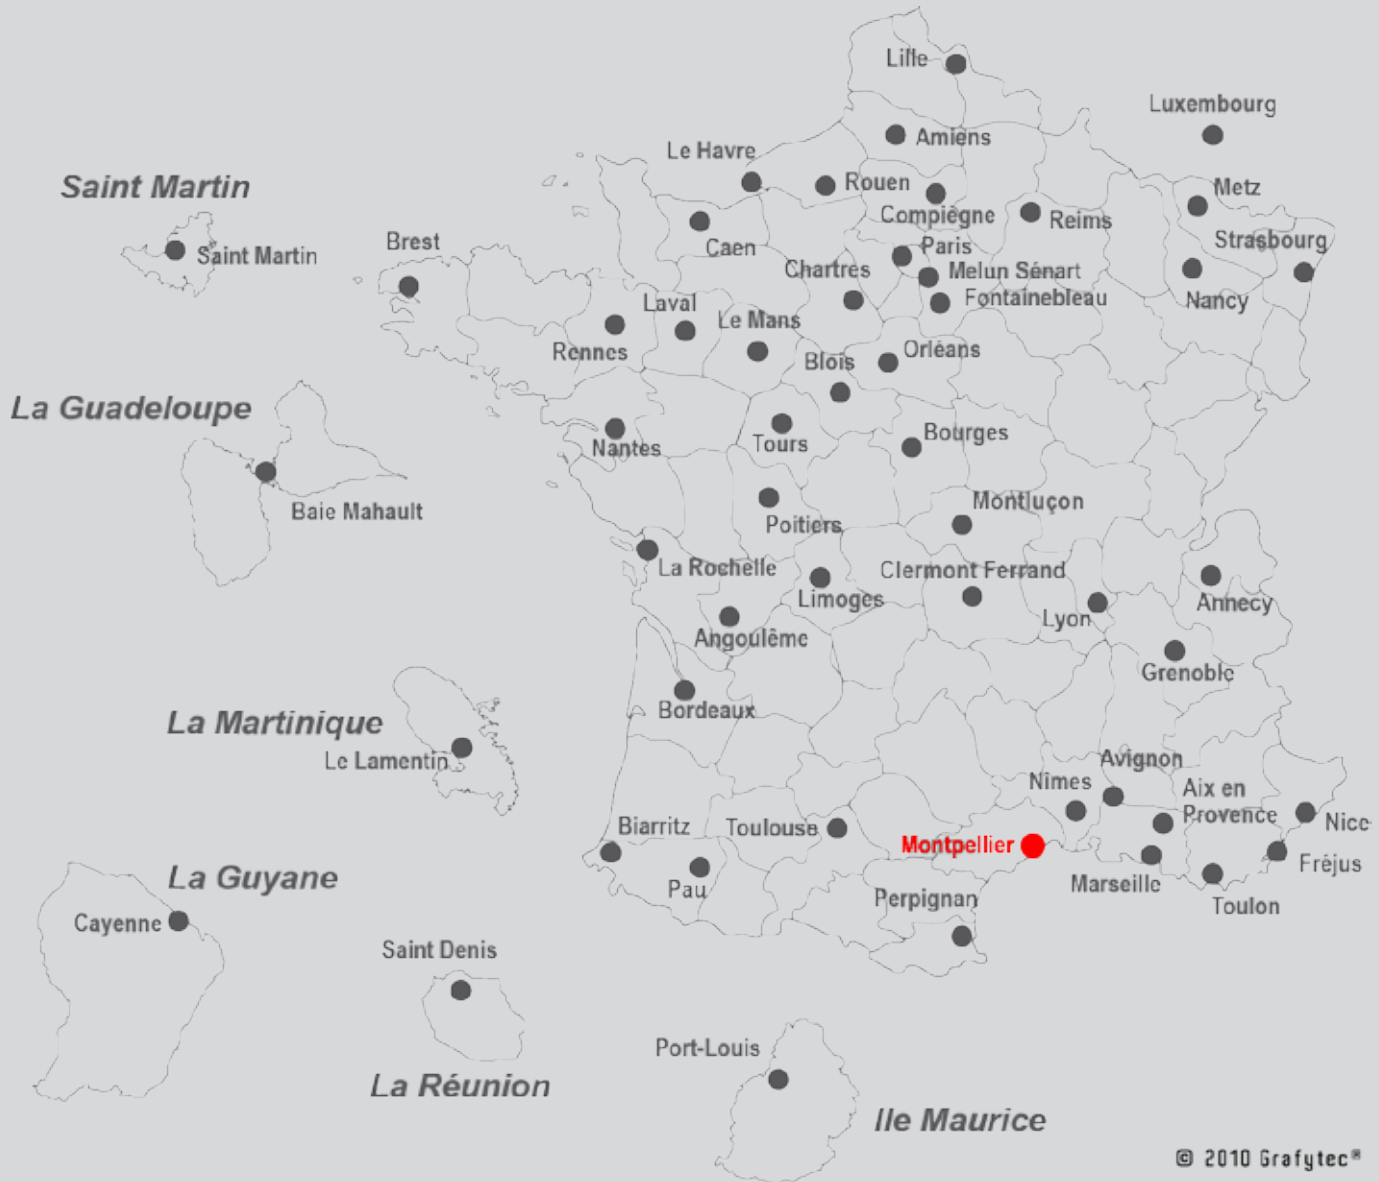 Lille
Luxembourg
Amiens
Le Havre
Rouen
Metz
Saint Martin
Compiègne
Reims
Caen
Strasbourg
Brest
Paris
Saint Martin
Chartres
Melun Sénart
Fontainebleau
Nancy
Laval
Le Mans
Rennes
Orléans
Blois
La Guadeloupe
Nantes
Tours
Bourges
Baie Mahault
Montluçon
Poitiers
La Rochelle
Clermont Ferrand
Limoges
Annecy
Lyon
Angoulême
Grenoble
Bordeaux
La Martinique
Le Lamentin
Avignon
Nîmes
Aix en
Provence
Biarritz
Toulouse
Montpellier
Nice
Fréjus
La Guyane
Pau
Marseille
Perpignan
Toulon
Cayenne
Saint Denis
Port-Louis
La Réunion
Ile Maurice
© 2010 Grafytec®